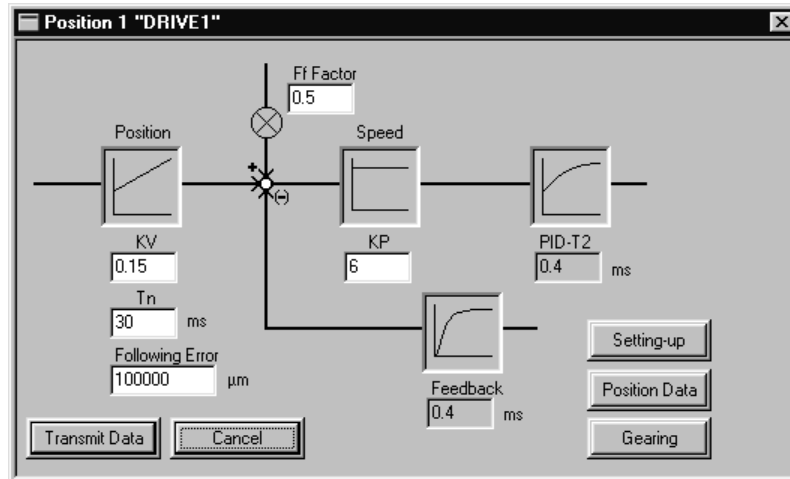 Position 1 "DRIVE1"
Ff Factor
0.5
Position
Speed
+
(-)
KV
0.15
KP
6
PID-T2
0.4 ms
Tn
30 ms
Following Error
100000 µm
Feedback
0.4 ms
Setting-up
Position Data
Gearing
Transmit Data
Cancel